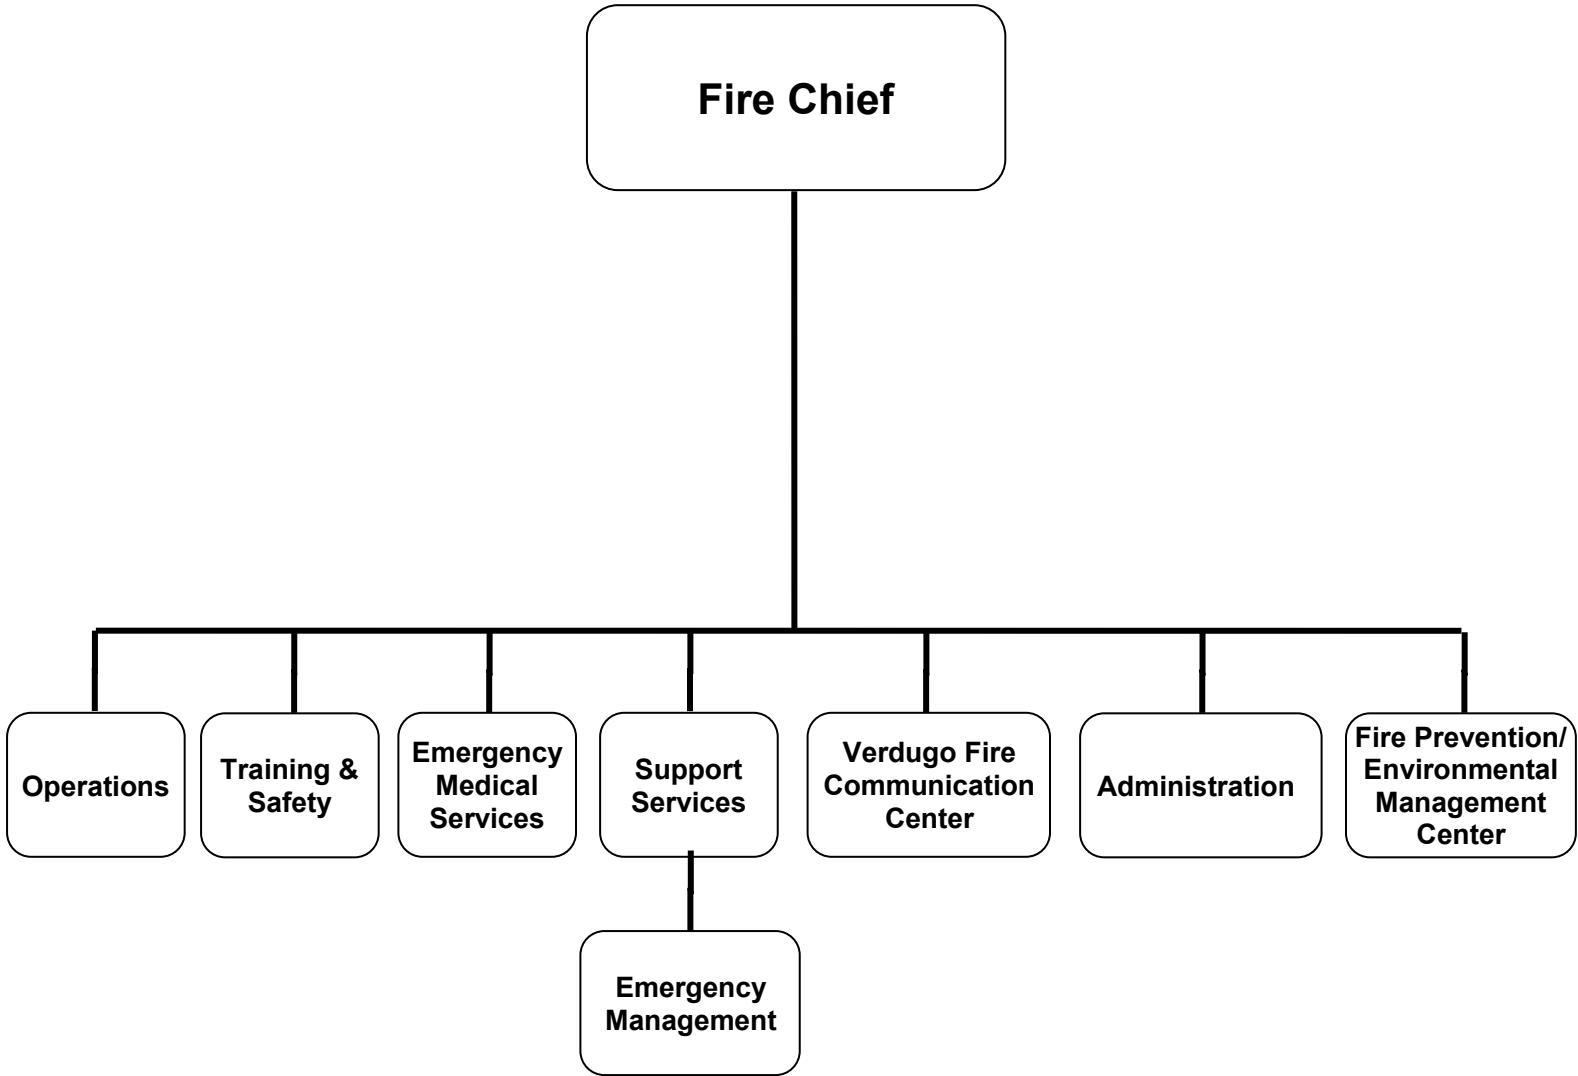 Fire Chief
Operations
Training &
Safety
Emergency
Medical
Services
Support
Services
Verdugo Fire
Communication
Center
Administration
Fire Prevention/
Environmental
Management
Center
Emergency
Management